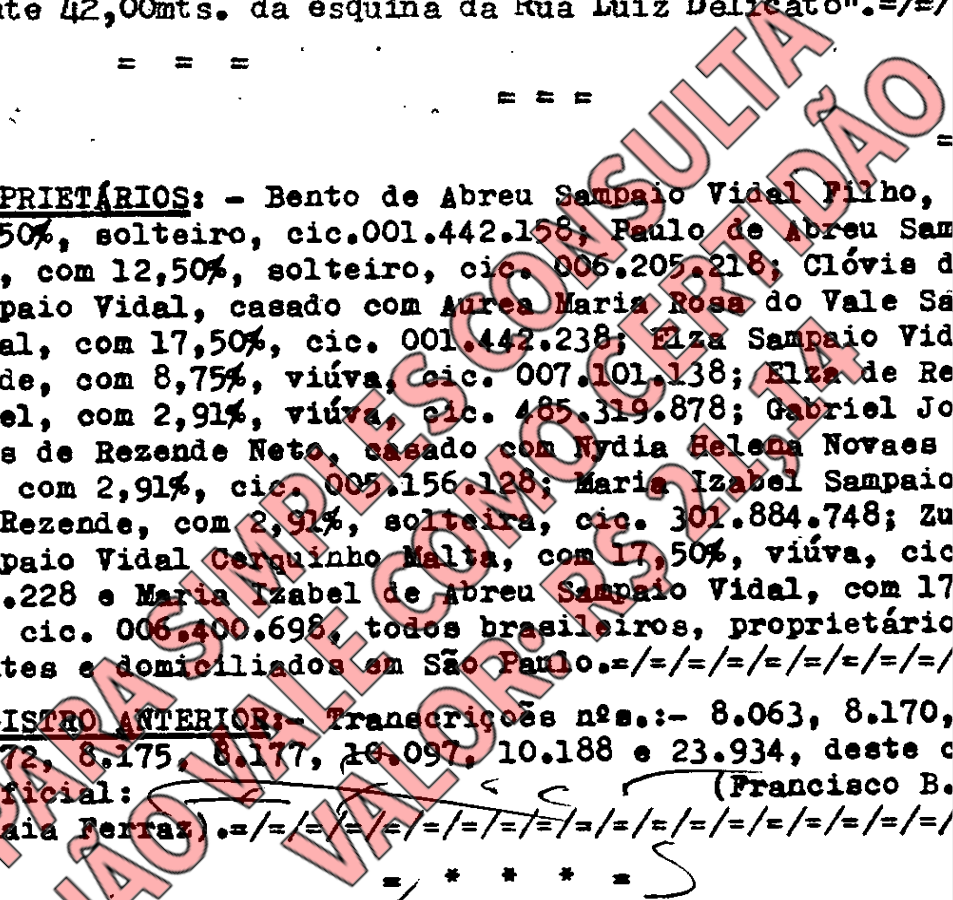 ate 42,00mts. da esquina da Rua Luiz Delicato".=/=/
= = =
= = =
=
PRIETÁRIOS: - Bento de Abreu Sampaio Vidal Filho,
50%, solteiro, cic.001.442.158; Paulo de Abreu Sam
, com 12,50%, solteiro, cic. 006.205.218; Clóvis d
paio Vidal, casado com Aurea Maria Rosa do Vale Sa
al, com 17,50%, cic. 001.442.238; Elza Sampaio Vid
de, com 8,75%, viúva, cic. 007.101.138; Elza de Re
el, com 2,91%, viúva, cic. 485.319.878; Gabriel Jo
s de Rezende Neto, casado com Nydia Helena Novaes
com 2,91%, cic. 005.156.128; Maria Izabel Sampaio
Rezende, com 2,91%, solteira, cic. 301.884.748; Zu
paio Vidal Cerquinho Malta, com 17,50%, viúva, cic
.228 e Maria Izabel de Abreu Sampaio Vidal, com 17
cic. 006.400.698, todos brasileiros, proprietário
tes e domiciliados em São Paulo.=/=/=/=/=/=/=/=/=/
ISTRO ANTERIOR:- Transcrições nºs.:- 8.063, 8.170,
72, 8.175, 8.177, 10.097, 10.188 e 23.934, deste c
ficial: (Francisco B.
aia Ferraz).=/=/=/=/=/=/=/=/=/=/=/=/=/=/=/=/=/=/=/
= * * * =
PARA SIMPLES CONSULTA
NÃO VALE COMO CERTIDÃO
VALOR: R$ 21,14